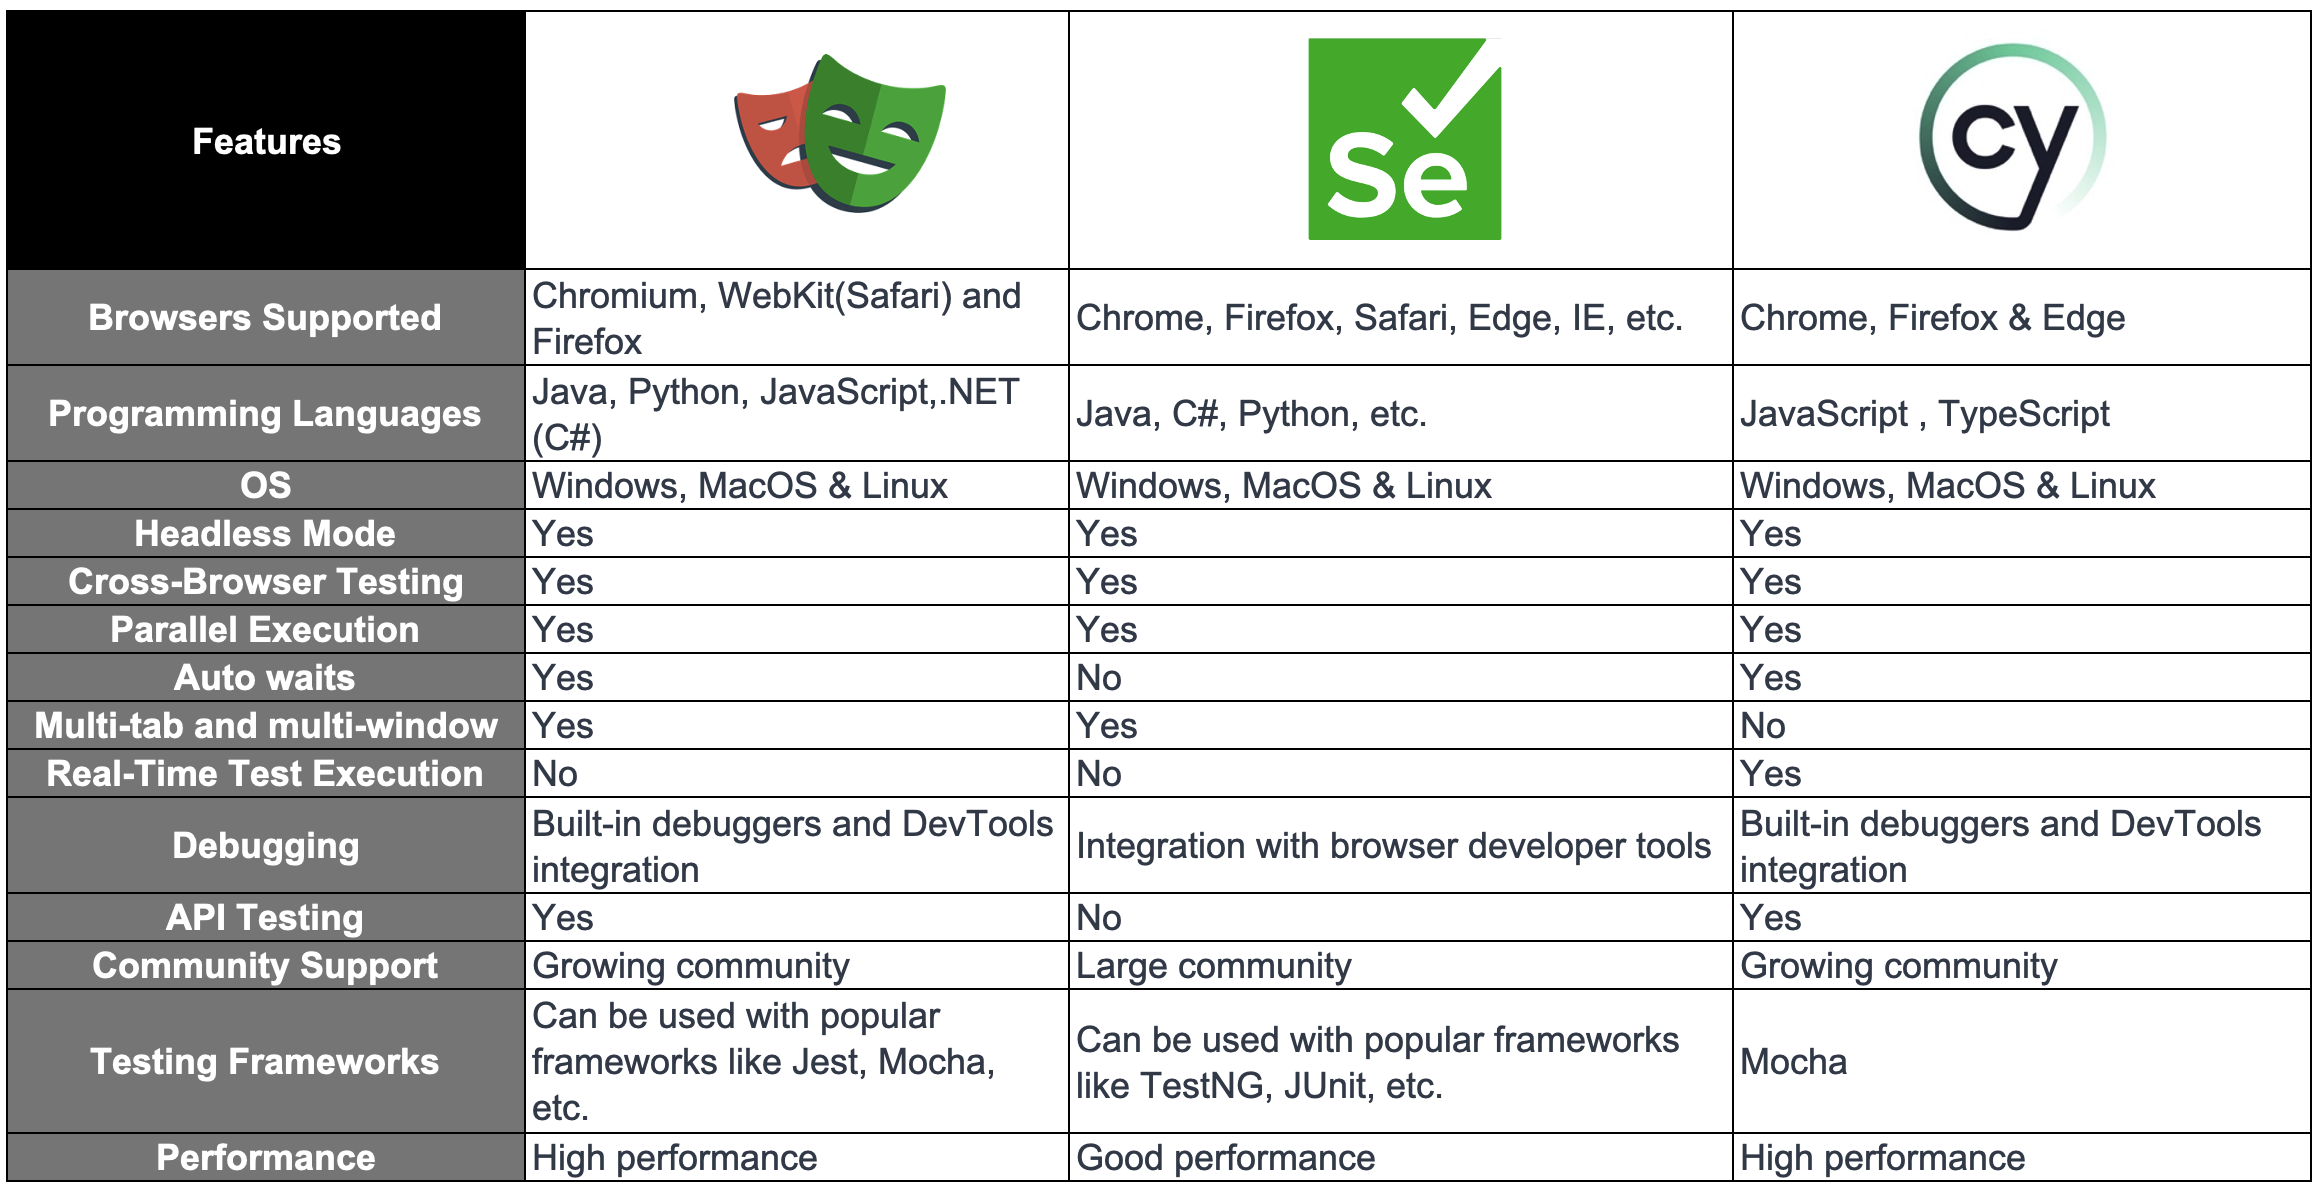 Features
Se
cy
Browsers Supported
Chromium, WebKit(Safari) and
Firefox
Chrome, Firefox, Safari, Edge, IE, etc.
Chrome, Firefox & Edge
Programming Languages
Java, Python, JavaScript,.NET
(C#)
Java, C#, Python, etc.
JavaScript , TypeScript
OS
Windows, MacOS & Linux
Windows, MacOS & Linux
Windows, MacOS & Linux
Headless Mode
Yes
Yes
Yes
Cross-Browser Testing
Yes
Yes
Yes
Parallel Execution
Yes
Yes
Yes
Auto waits
Yes
No
Yes
Multi-tab and multi-window
Yes
Yes
No
Real-Time Test Execution
No
No
Yes
Debugging
Built-in debuggers and DevTools
integration
Integration with browser developer tools
Built-in debuggers and DevTools
integration
API Testing
Yes
No
Yes
Community Support
Growing community
Large community
Growing community
Testing Frameworks
Can be used with popular
frameworks like Jest, Mocha,
etc.
Can be used with popular frameworks
like TestNG, JUnit, etc.
Mocha
Performance
High performance
Good performance
High performance